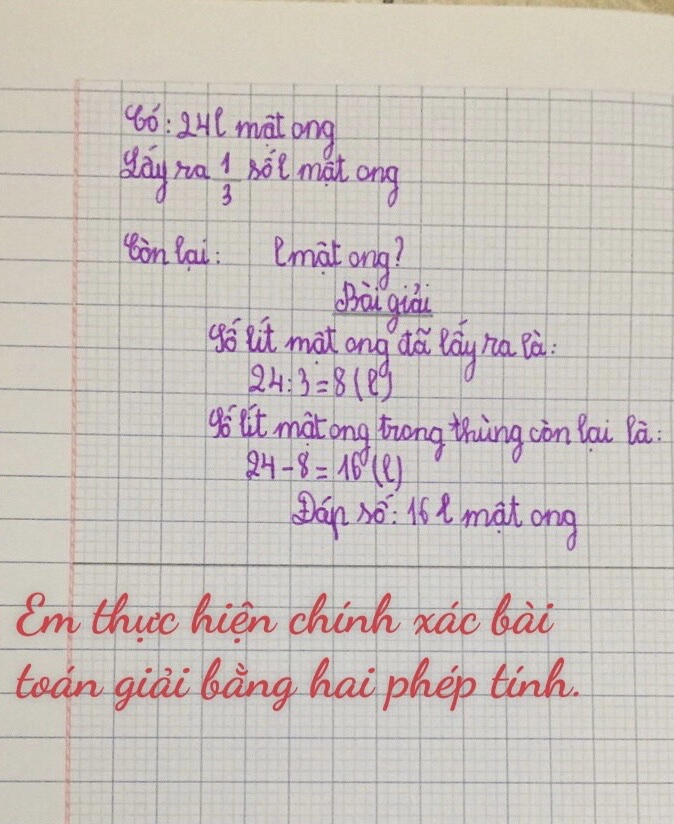 Có: 24l mật ong
Lấy ra 1/3 số l mật ong
Còn lại: l mật ong?
Bài giải
Số lít mật ong đã lấy ra là:
24 : 3 = 8 (l)
Số lít mật ong trong thùng còn lại là:
24 - 8 = 16 (l)
Đáp số: 16 l mật ong
Em thực hiện chính xác bài
toán giải bằng hai phép tính.